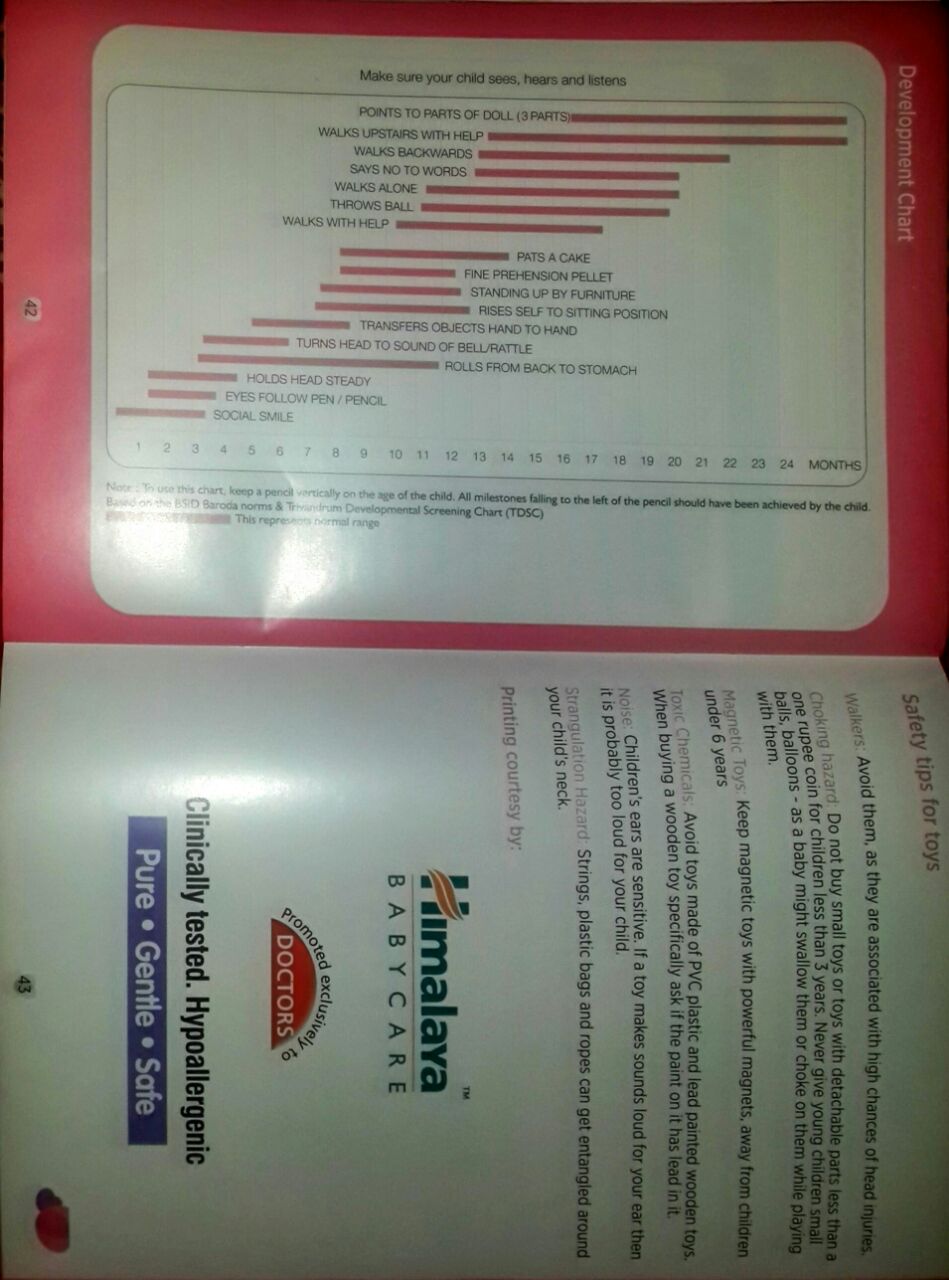 Development Chart
Make sure your child sees, hears and listens
POINTS TO PARTS OF DOLL (3 PARTS)
WALKS UPSTAIRS WITH HELP
WALKS BACKWARDS
SAYS NO TO WORDS
WALKS ALONE
THROWS BALL
WALKS WITH HELP
PATS A CAKE
FINE PREHENSION PELLET
STANDING UP BY FURNITURE
RISES SELF TO SITTING POSITION
TRANSFERS OBJECTS HAND TO HAND
TURNS HEAD TO SOUND OF BELL/RATTLE
ROLLS FROM BACK TO STOMACH
HOLDS HEAD STEADY
EYES FOLLOW PEN / PENCIL
SOCIAL SMILE
1 2 3 4 5 6 7 8 9 10 11 12 13 14 15 16 17 18 19 20 21 22 23 24 MONTHS
Note : To use this chart, keep a pencil vertically on the age of the child. All milestones falling to the left of the pencil should have been achieved by the child.
Based on the BSID Baroda norms & Trivandrum Developmental Screening Chart (TDSC)
This represents normal range
42
Safety tips for toys
Walkers: Avoid them, as they are associated with high chances of head injuries.
Choking hazard: Do not buy small toys or toys with detachable parts less than a
one rupee coin for children less than 3 years. Never give young children small
balls, balloons - as a baby might swallow them or choke on them while playing
with them.
Magnetic Toys: Keep magnetic toys with powerful magnets, away from children
under 6 years
Toxic Chemicals: Avoid toys made of PVC plastic and lead painted wooden toys.
When buying a wooden toy specifically ask if the paint on it has lead in it.
Noise: Children's ears are sensitive. If a toy makes sounds loud for your ear then
it is probably too loud for your child.
Strangulation Hazard: Strings, plastic bags and ropes can get entangled around
your child's neck.
Printing courtesy by:
Himalaya™
BABYCARE
Promoted exclusively to
DOCTORS
Clinically tested. Hypoallergenic
Pure • Gentle • Safe
43